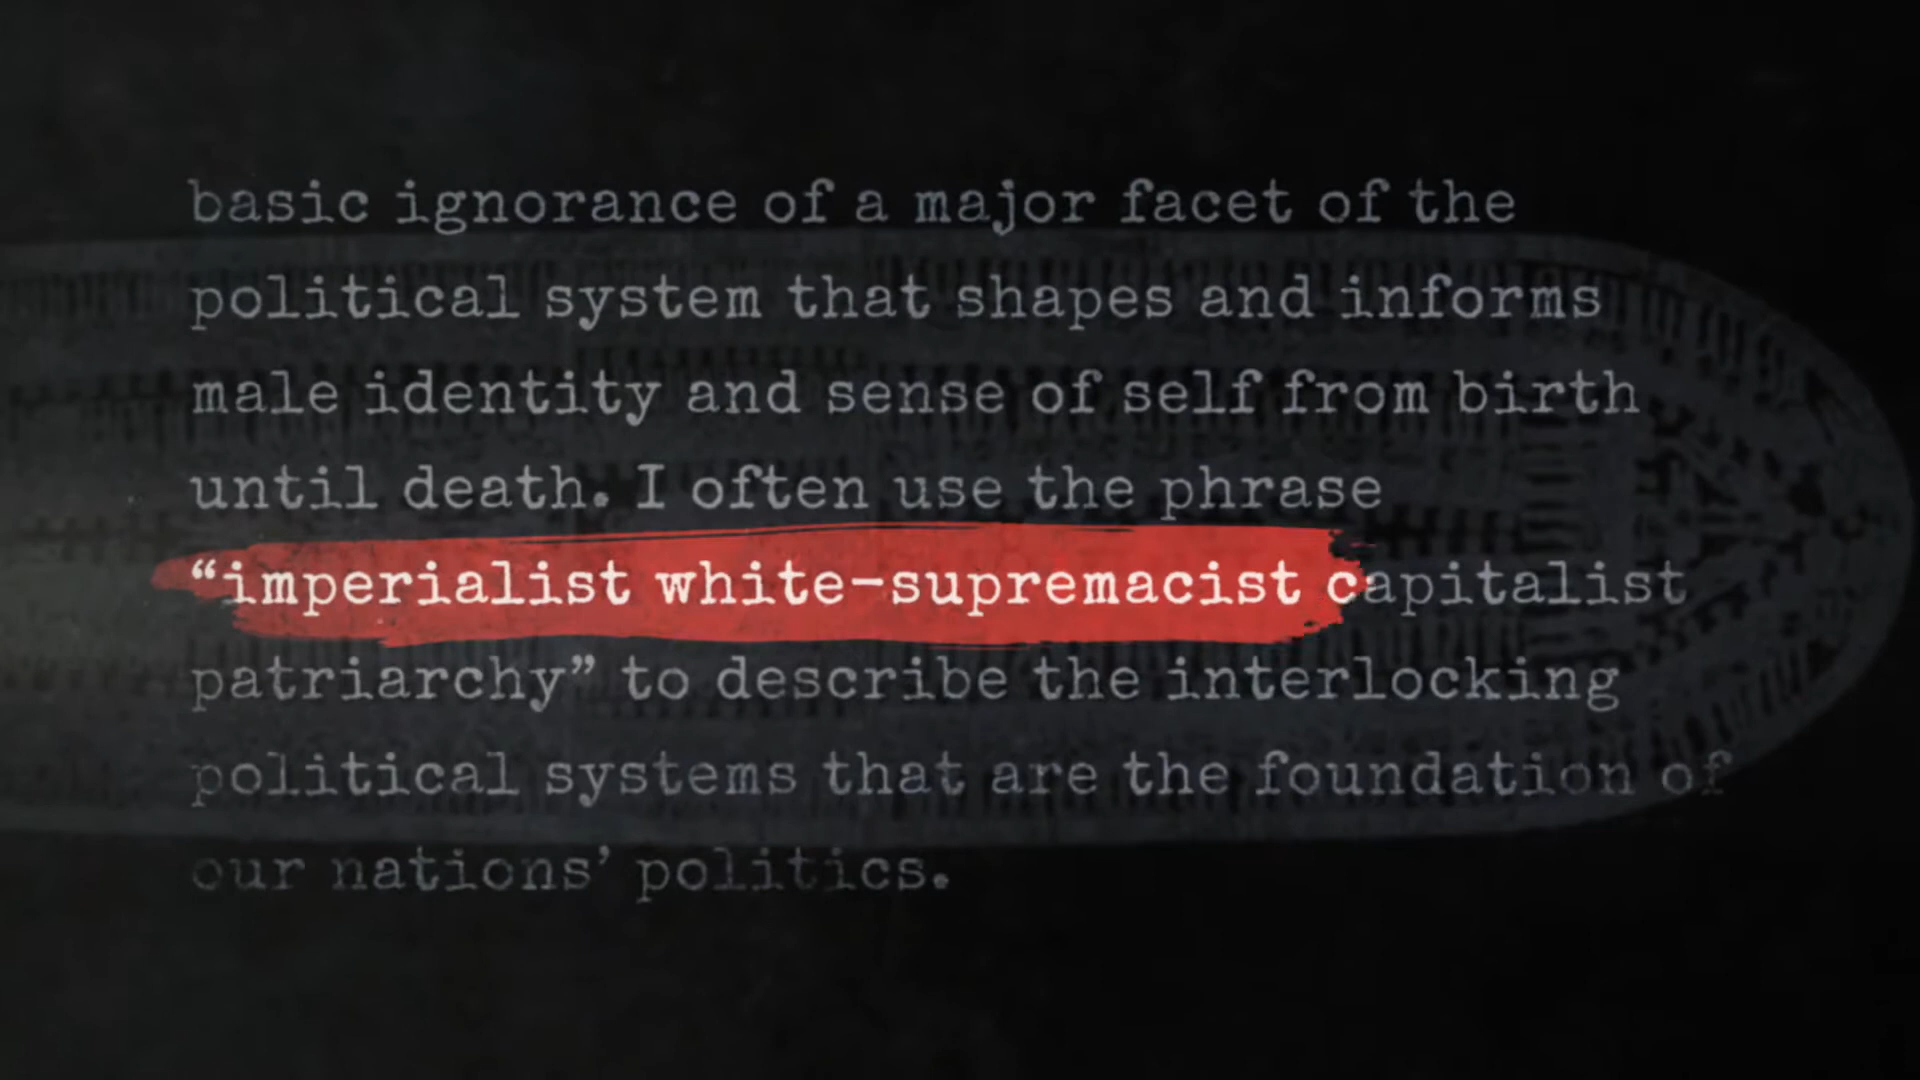 basic ignorance of a major facet of the
political system that shapes and informs
male identity and sense of self from birth
until death. I often use the phrase
“imperialist white-supremacist capitalist
patriarchy” to describe the interlocking
political systems that are the foundation of
our nations’ politics.